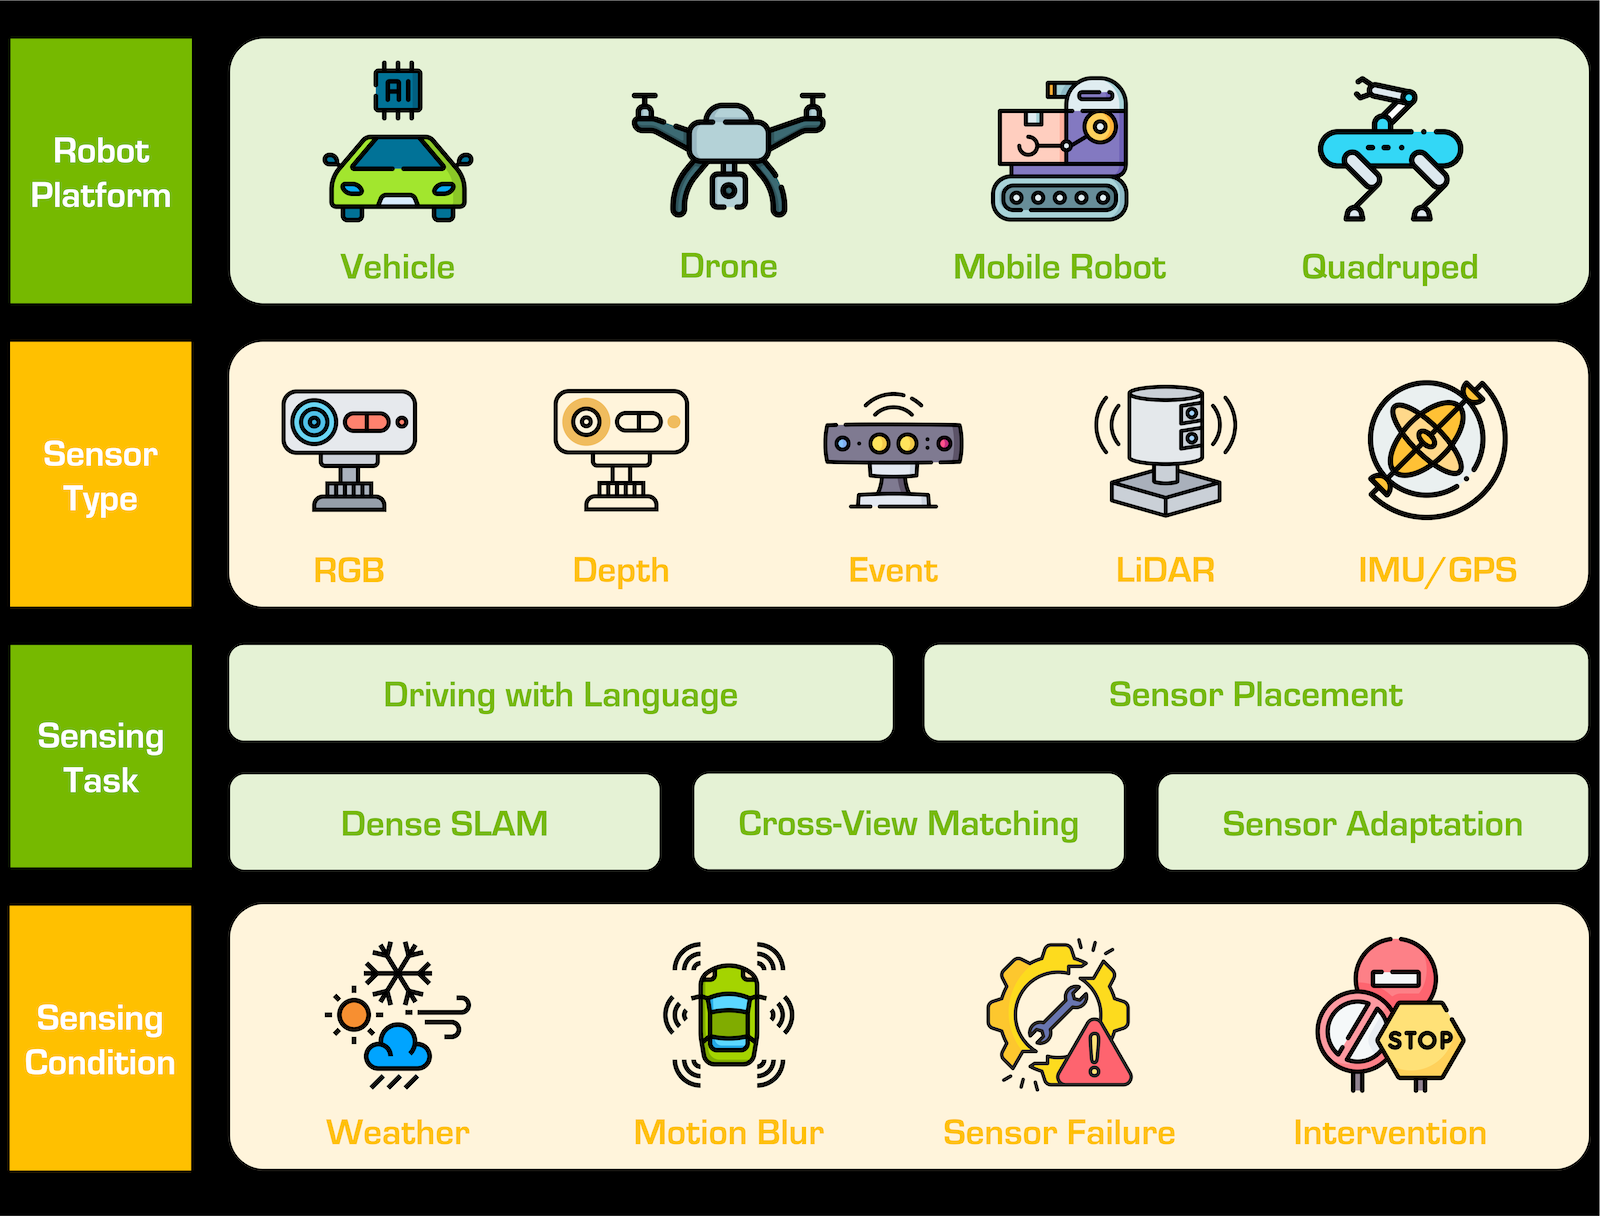 Robot
Platform
AI
Vehicle
Drone
Mobile Robot
Quadruped
Sensor
Type
RGB
Depth
Event
LiDAR
IMU/GPS
Sensing
Task
Driving with Language
Sensor Placement
Dense SLAM
Cross-View Matching
Sensor Adaptation
Sensing
Condition
STOP
Weather
Motion Blur
Sensor Failure
Intervention